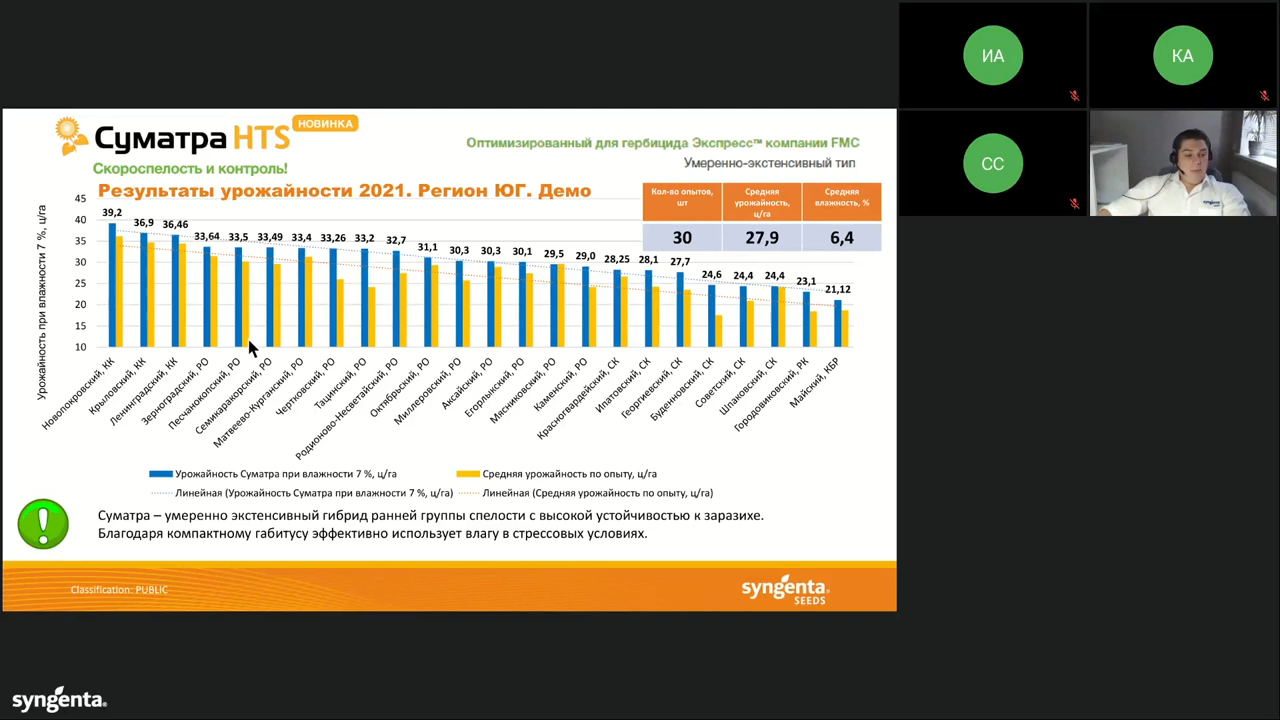 ИА
КА
СС
Суматра HTS
НОВИНКА
Скороспелость и контроль!
Оптимизированный для гербицида Экспресс™ компании FMC
Умеренно-экстенсивный тип
Результаты урожайности 2021. Регион ЮГ. Демо
Кол-во опытов, шт
Средняя урожайность, ц/га
Средняя влажность, %
30
27,9
6,4
Урожайность при влажности 7 %, ц/га
45
40
35
30
25
20
15
10
39,2
36,9
36,46
33,64
33,5
33,49
33,4
33,26
33,2
32,7
31,1
30,3
30,3
30,1
29,5
29,0
28,25
28,1
27,7
24,6
24,4
24,4
23,1
21,12
Новопокровский, КК
Крыловский, КК
Ленинградский, КК
Зерноградский, РО
Песчанокопский, РО
Семикаракорский, РО
Матвеево-Курганский, РО
Чертковский, РО
Тацинский, РО
Родионово-Несветайский, РО
Октябрьский, РО
Миллеровский, РО
Аксайский, РО
Егорлыкский, РО
Мясниковский, РО
Каменский, РО
Красногвардейский, СК
Ипатовский, СК
Георгиевский, СК
Буденновский, СК
Советский, СК
Шпаковский, СК
Городовиковский, РК
Майский, КБР
Урожайность Суматра при влажности 7 %, ц/га
Средняя урожайность по опыту, ц/га
Линейная (Урожайность Суматра при влажности 7 %, ц/га)
Линейная (Средняя урожайность по опыту, ц/га)
Суматра – умеренно экстенсивный гибрид ранней группы спелости с высокой устойчивостью к заразихе.
Благодаря компактному габитусу эффективно использует влагу в стрессовых условиях.
Classification: PUBLIC
syngenta
SEEDS
syngenta